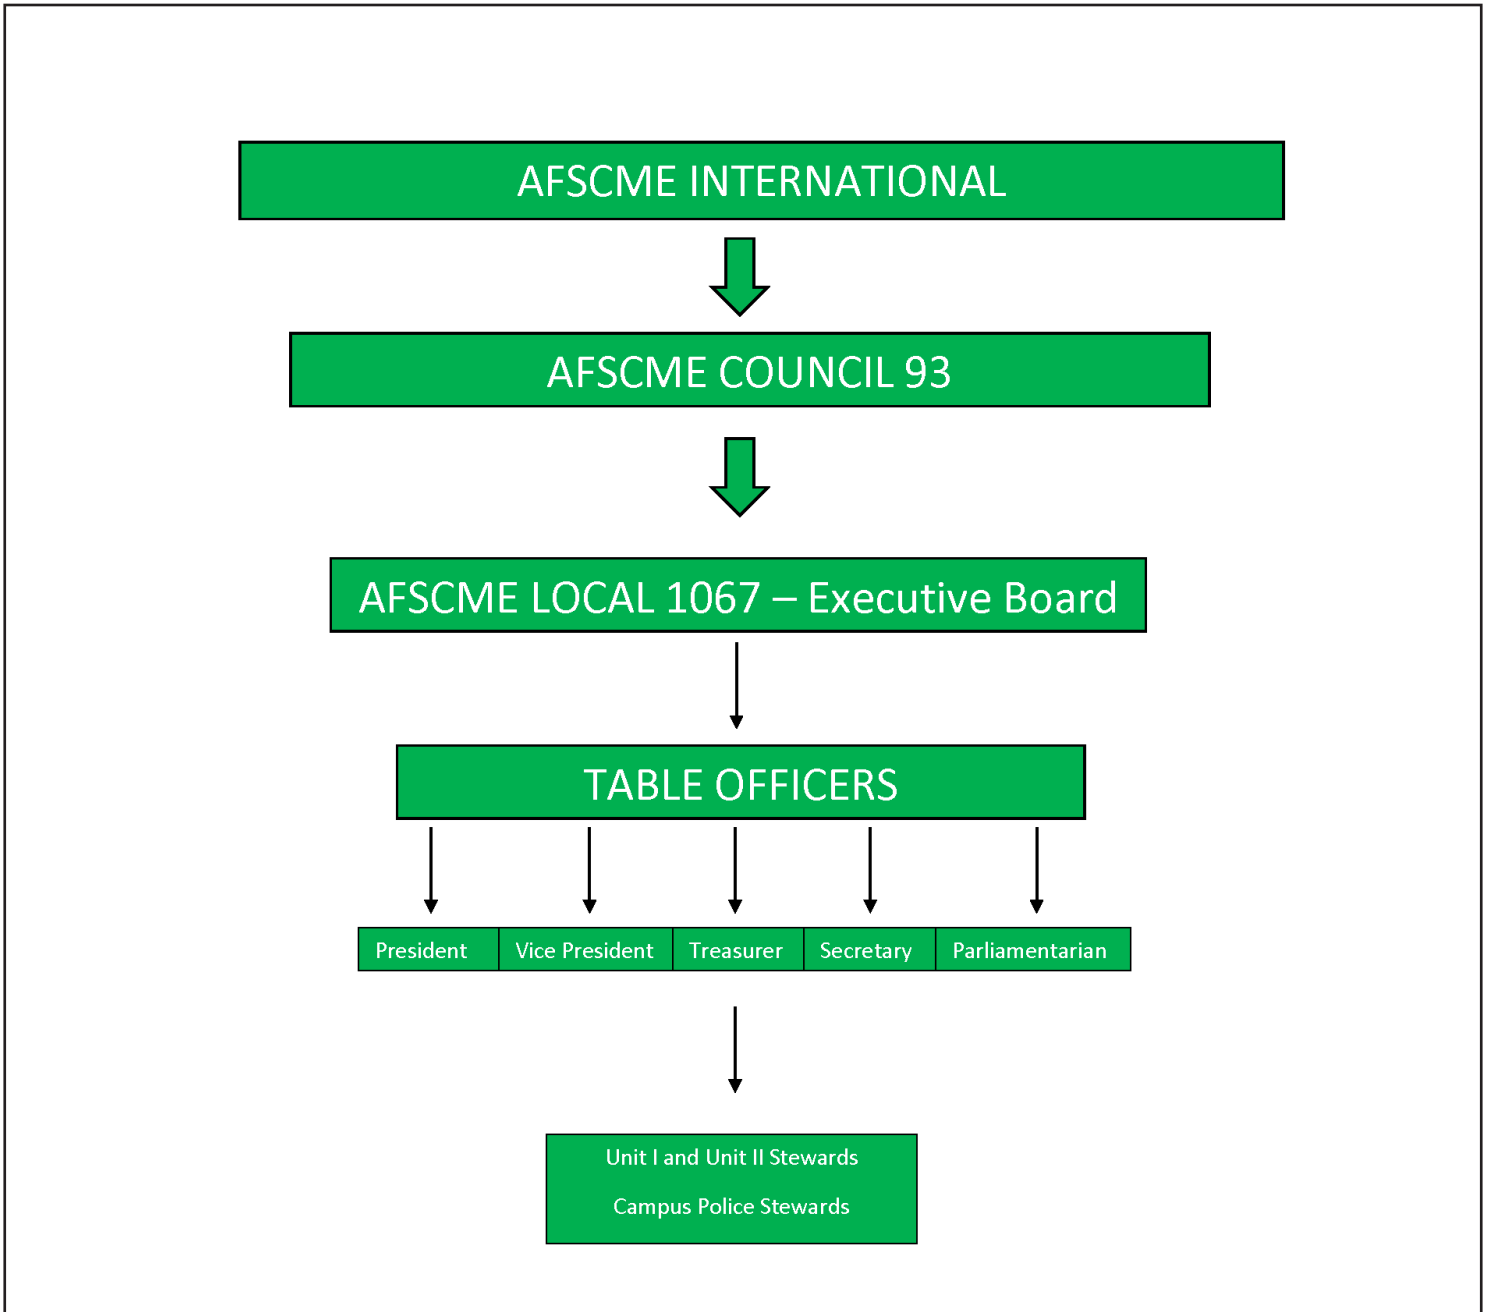 AFSCME INTERNATIONAL
AFSCME COUNCIL 93
AFSCME LOCAL 1067 – Executive Board
TABLE OFFICERS
President Vice President Treasurer Secretary Parliamentarian
Unit I and Unit II Stewards
Campus Police Stewards